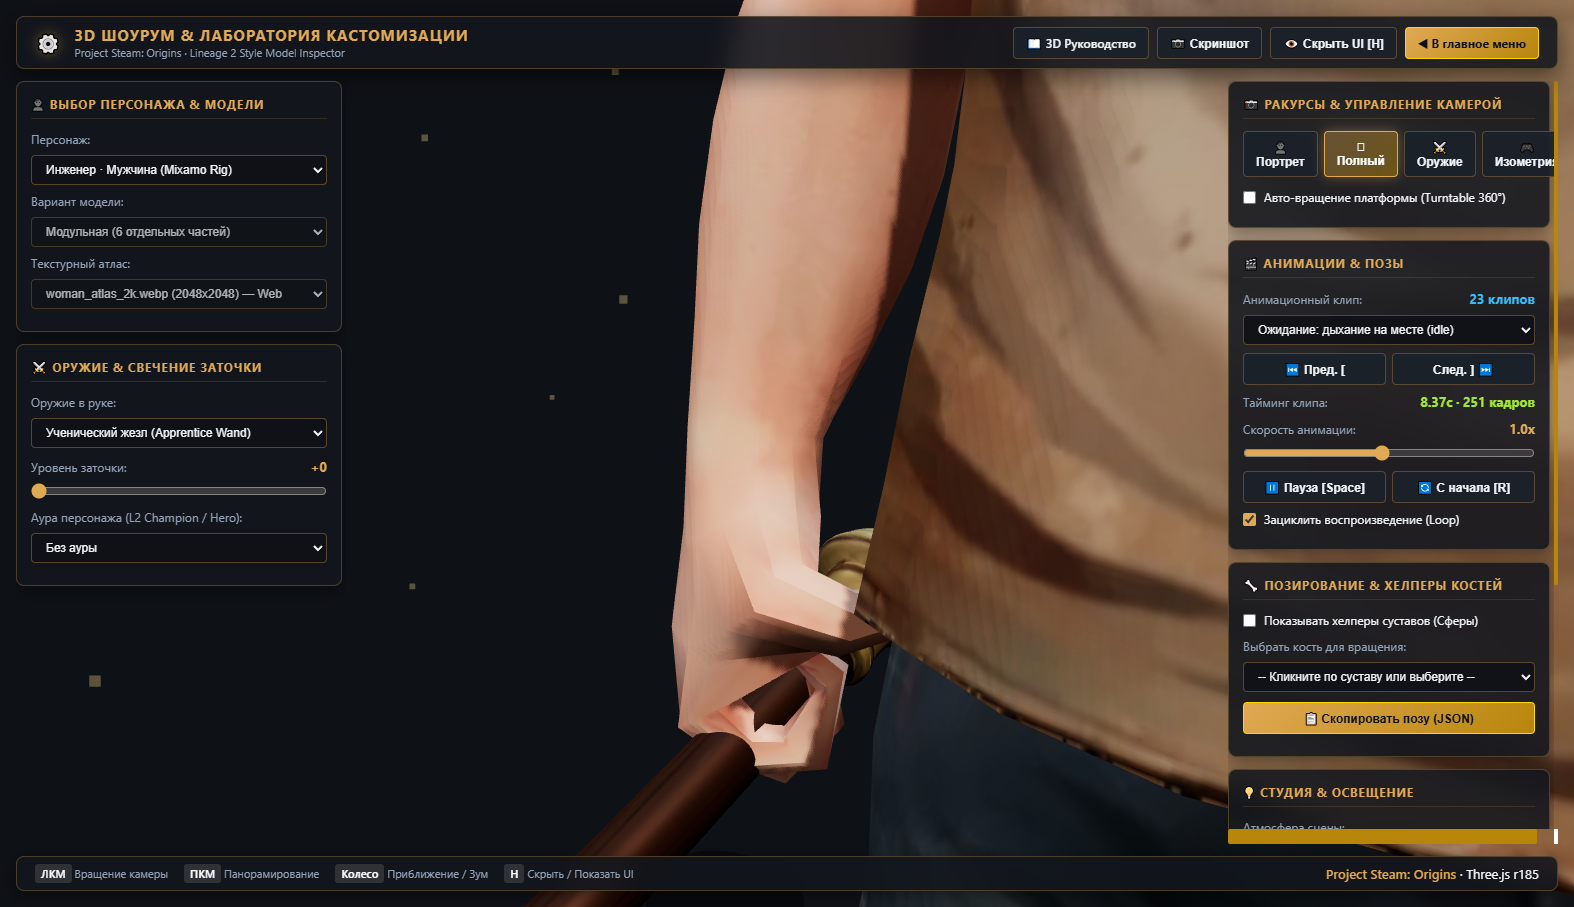 3D ШОУРУМ & ЛАБОРАТОРИЯ КАСТОМИЗАЦИИ
Project Steam: Origins · Lineage 2 Style Model Inspector
3D Руководство
Скриншот
Скрыть UI [H]
◀ В главное меню
ВЫБОР ПЕРСОНАЖА & МОДЕЛИ
Персонаж:
Инженер · Мужчина (Mixamo Rig)
Вариант модели:
Модульная (6 отдельных частей)
Текстурный атлас:
woman_atlas_2k.webp (2048x2048) — Web
ОРУЖИЕ & СВЕЧЕНИЕ ЗАТОЧКИ
Оружие в руке:
Ученический жезл (Apprentice Wand)
Уровень заточки: +0
Аура персонажа (L2 Champion / Hero):
Без ауры
РАКУРСЫ & УПРАВЛЕНИЕ КАМЕРОЙ
Портрет
Полный
Оружие
Изометрия
Авто-вращение платформы (Turntable 360°)
АНИМАЦИИ & ПОЗЫ
Анимационный клип: 23 клипов
Ожидание: дыхание на месте (idle)
Пред. [
След. ]
Тайминг клипа: 8.37с · 251 кадров
Скорость анимации: 1.0x
Пауза [Space]
С начала [R]
Зациклить воспроизведение (Loop)
ПОЗИРОВАНИЕ & ХЕЛПЕРЫ КОСТЕЙ
Показывать хелперы суставов (Сферы)
Выбрать кость для вращения:
-- Кликните по суставу или выберите --
Скопировать позу (JSON)
СТУДИЯ & ОСВЕЩЕНИЕ
Атмосфера сцены:
ЛКМ Вращение камеры ПКМ Панорамирование Колесо Приближение / Зум H Скрыть / Показать UI
Project Steam: Origins · Three.js r185